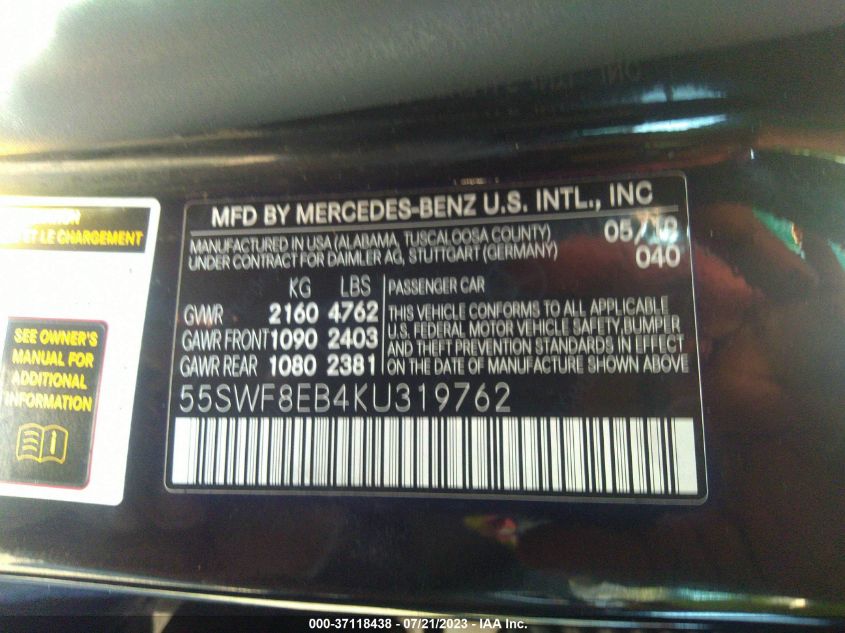 ET LE CHARGEMENT
SEE OWNER'S
MANUAL FOR
ADDITIONAL
INFORMATION
MFD BY MERCEDES-BENZ U.S. INTL., INC
MANUFACTURED IN USA (ALABAMA, TUSCALOOSA COUNTY) 05/19
UNDER CONTRACT FOR DAIMLER AG, STUTTGART (GERMANY) 040
KG LBS PASSENGER CAR
GVWR 2160 4762 THIS VEHICLE CONFORMS TO ALL APPLICABLE
U.S. FEDERAL MOTOR VEHICLE SAFETY, BUMPER
GAWR FRONT 1090 2403 AND THEFT PREVENTION STANDARDS IN EFFECT
GAWR REAR 1080 2381 ON THE DATE OF MANUFACTURE SHOWN ABOVE
55SWF8EB4KU319762
000-37118438 - 07/21/2023 - IAA Inc.